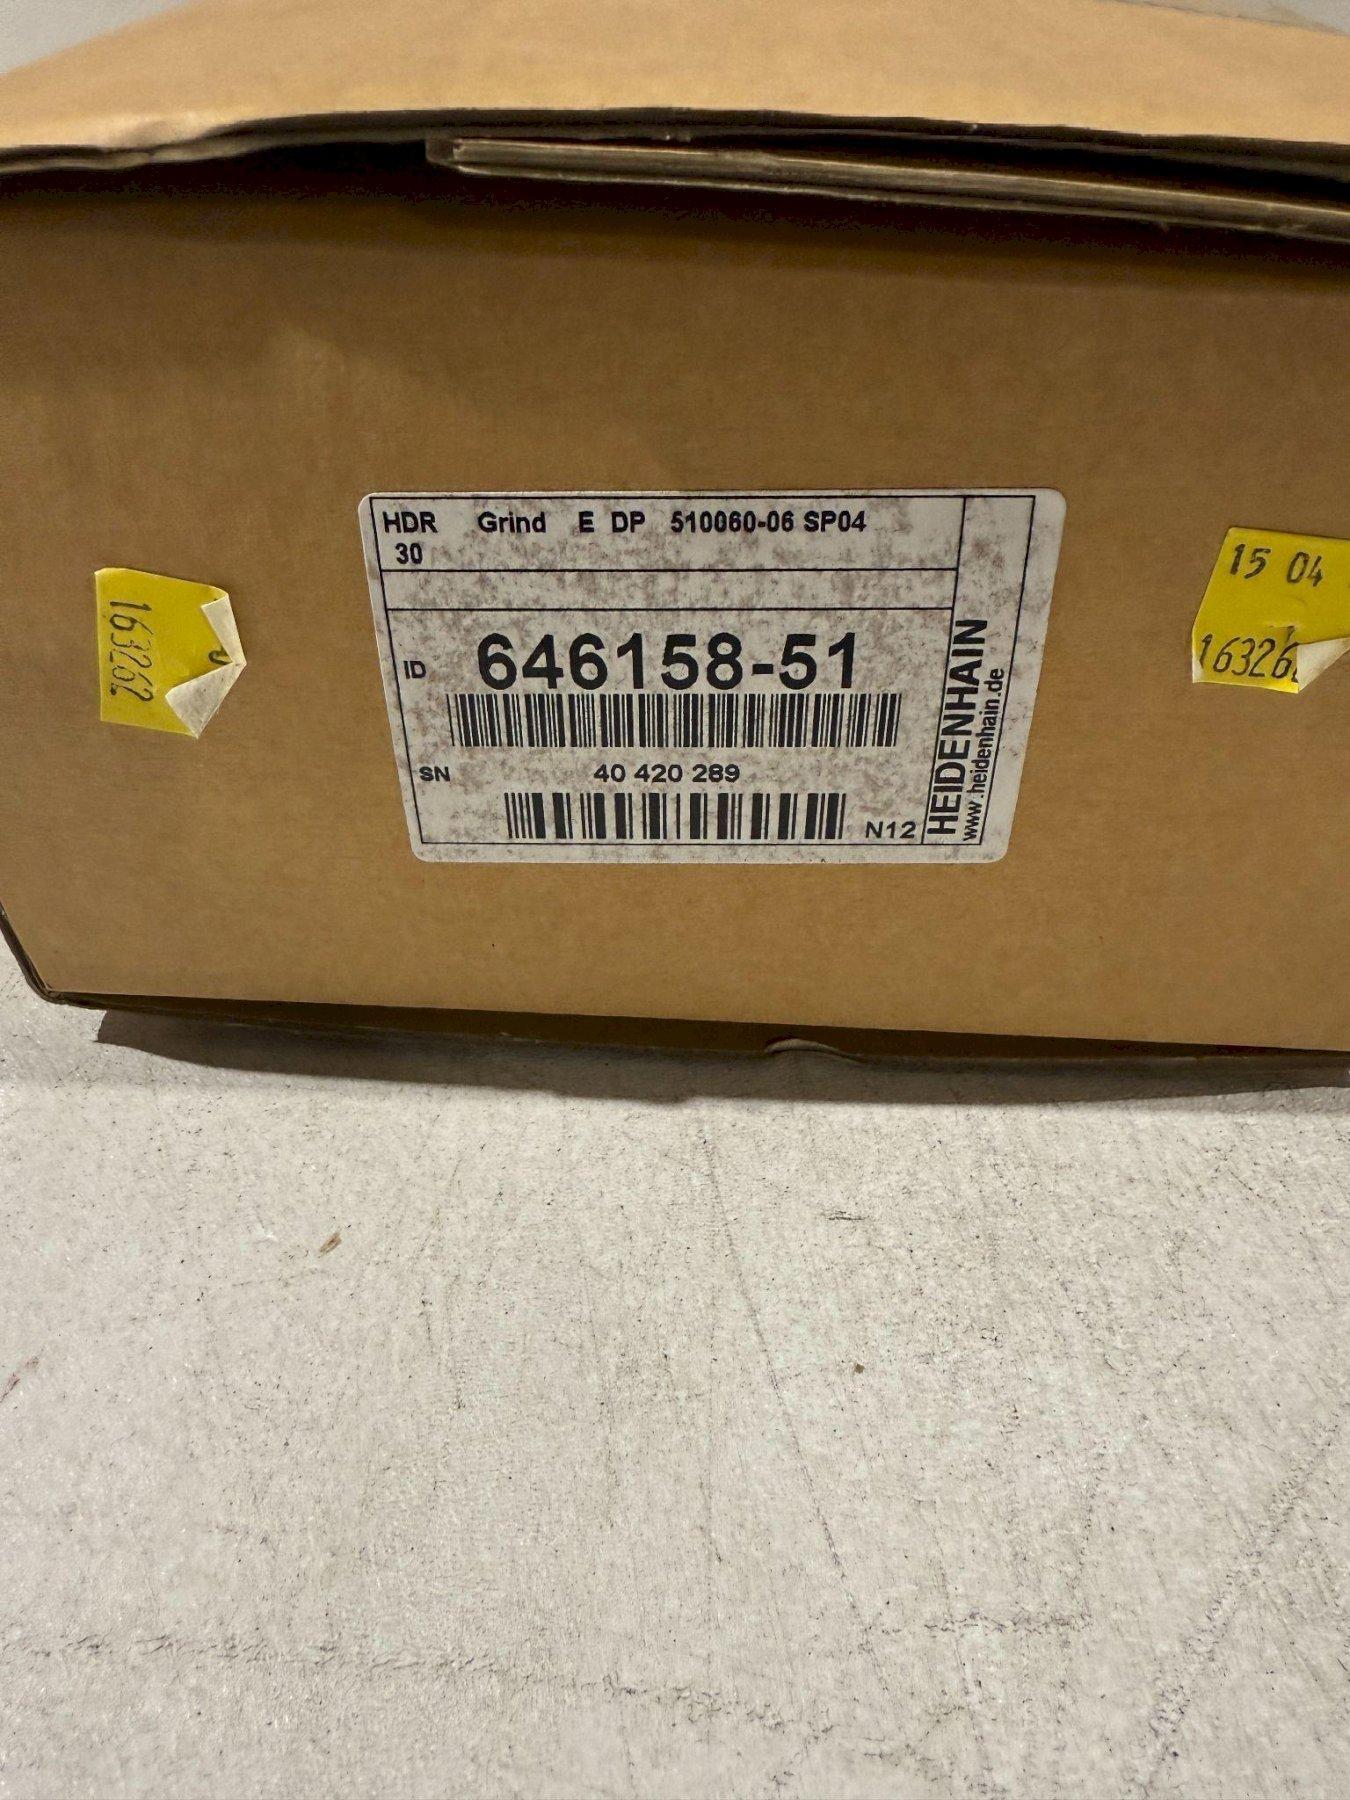 HDR Grind E DP 510060-06 SP04
30
ID 646158-51
SN 40 420 289
N12
HEIDENHAIN
www.heidenhain.de
163262
15 04